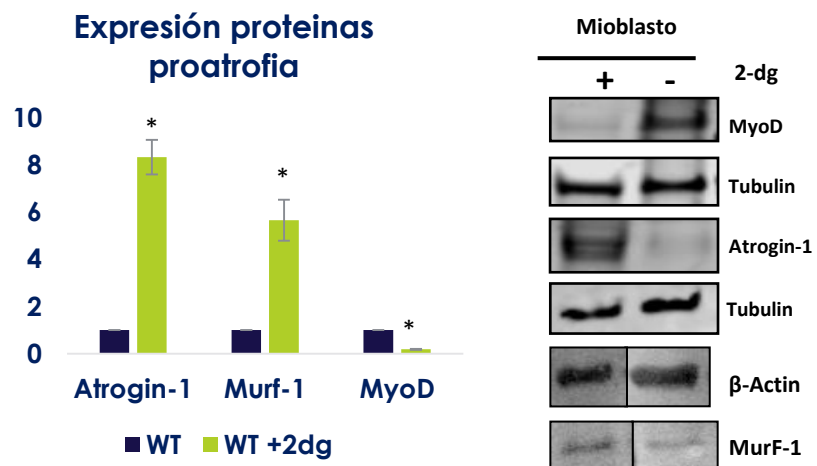 Expresión proteinas
proatrofia
10
8
6
4
2
0
*
*
*
Atrogin-1 Murf-1 MyoD
WT WT +2dg
Mioblasto
+ - 2-dg
MyoD
Tubulin
Atrogin-1
Tubulin
β-Actin
MurF-1